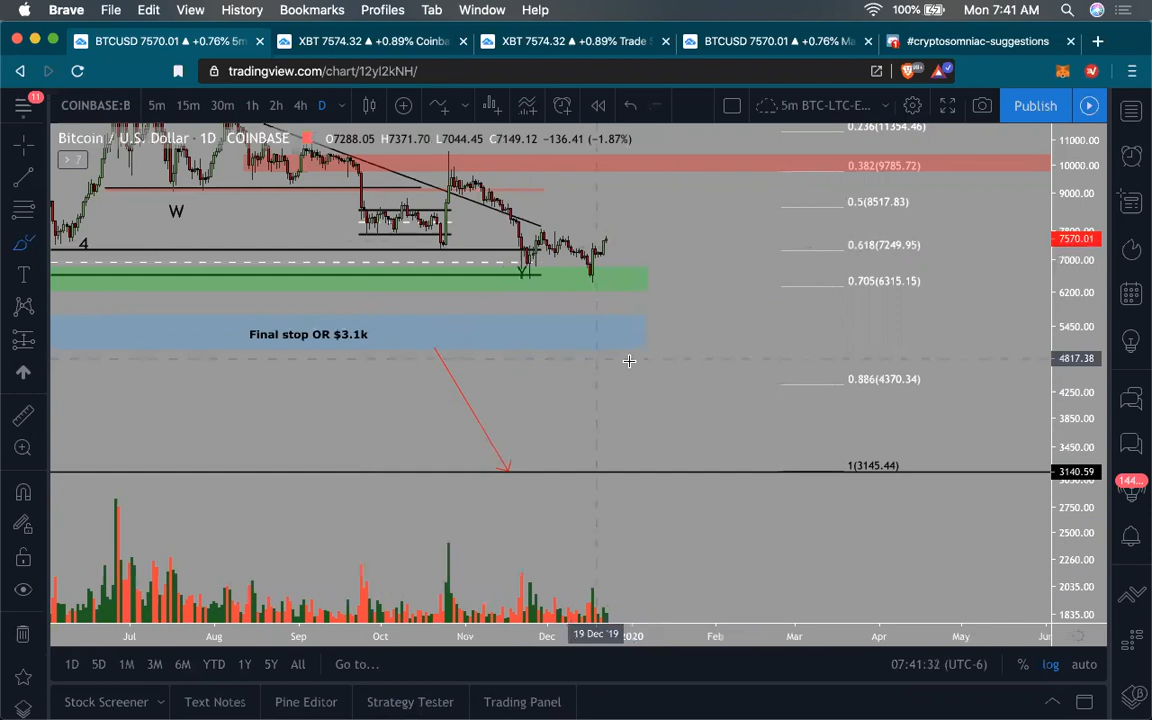 Brave File Edit View History Bookmarks Profiles Tab Window Help 100% Mon 7:41 AM
BTCUSD 7570.01 ▲ +0.76% 5m × XBT 7574.32 ▲ +0.89% Coinba × XBT 7574.32 ▲ +0.89% Trade S × BTCUSD 7570.01 ▲ +0.76% Ma × #cryptosomniac-suggestions × +
tradingview.com/chart/12yI2kNH/
11 COINBASE:B 5m 15m 30m 1h 2h 4h D 5m BTC-LTC-E... Publish
Bitcoin / U.S. Dollar · 1D · COINBASE O7288.05 H7371.70 L7044.45 C7149.12 −136.41 (−1.87%)
> 7
0.236(11354.46)
11000.00
0.382(9785.72)
10000.00
9000.00
0.5(8517.83)
W
4
7570.01
0.618(7249.95)
7000.00
Y
0.705(6315.15)
6200.00
5450.00
Final stop OR $3.1k
4817.38
0.886(4370.34)
4250.00
3850.00
3450.00
1(3145.44)
3140.59
144...
2750.00
2500.00
2260.00
2035.00
1835.00
Jul Aug Sep Oct Nov Dec 19 Dec '19 2020 Feb Mar Apr May Jun
1D 5D 1M 3M 6M YTD 1Y 5Y All Go to... 07:41:32 (UTC-6) % log auto
Stock Screener Text Notes Pine Editor Strategy Tester Trading Panel